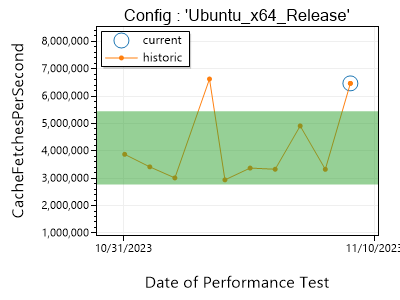 Config : 'Ubuntu_x64_Release'
current
historic
8,000,000
7,000,000
6,000,000
5,000,000
4,000,000
3,000,000
2,000,000
1,000,000
CacheFetchesPerSecond
10/31/2023
11/10/2023
Date of Performance Test